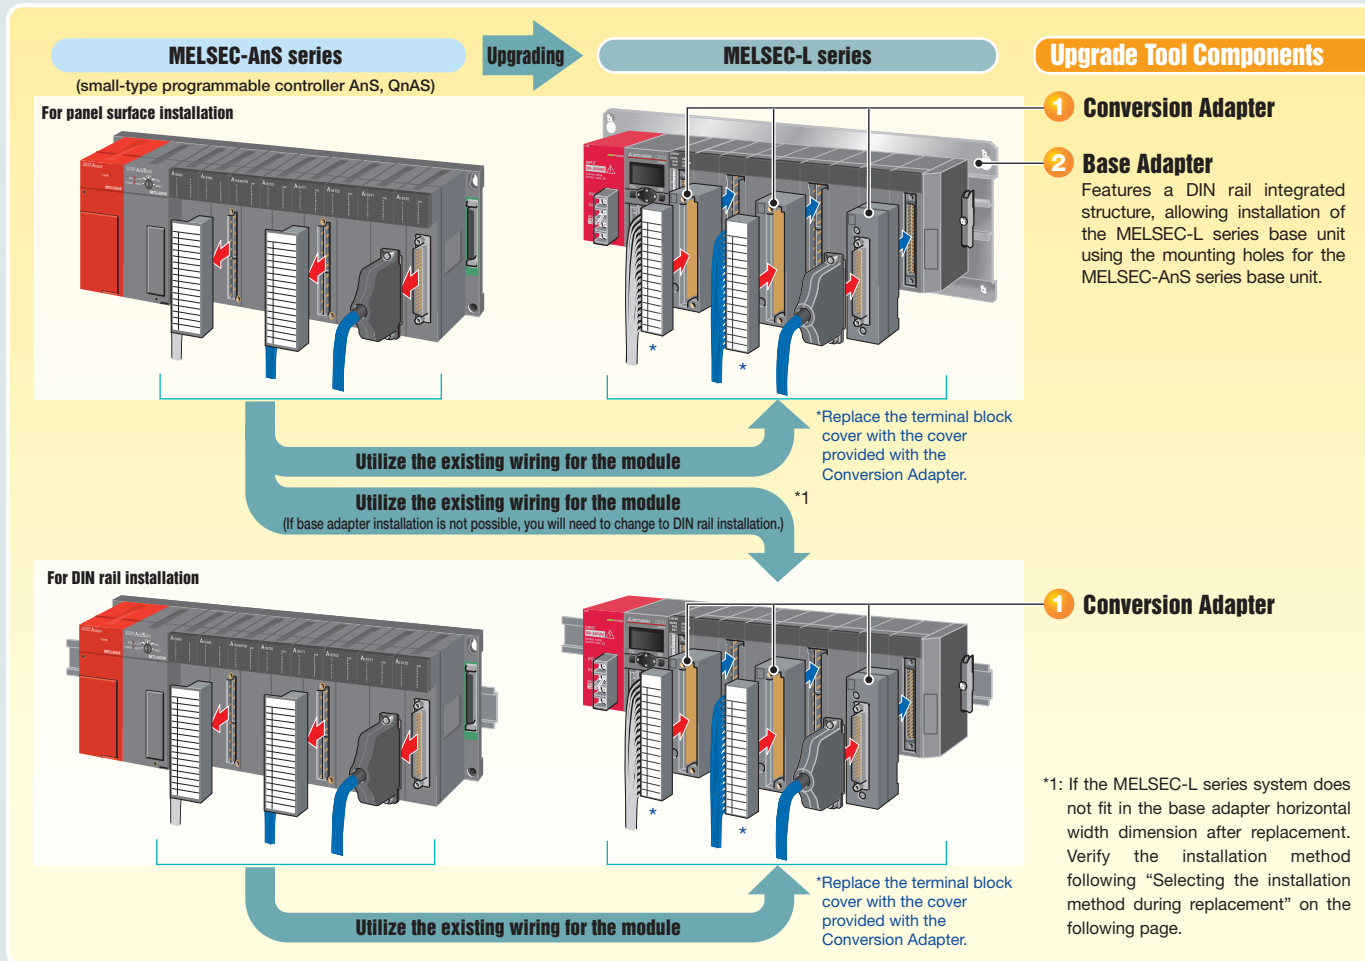 MELSEC-AnS series
Upgrading
MELSEC-L series
Upgrade Tool Components
(small-type programmable controller AnS, QnAS)
For panel surface installation
1 Conversion Adapter
2 Base Adapter
Features a DIN rail integrated
structure, allowing installation of
the MELSEC-L series base unit
using the mounting holes for the
MELSEC-AnS series base unit.
*
*
*Replace the terminal block
cover with the cover
provided with the
Conversion Adapter.
Utilize the existing wiring for the module
Utilize the existing wiring for the module
*1
(If base adapter installation is not possible, you will need to change to DIN rail installation.)
For DIN rail installation
1 Conversion Adapter
*
*
*1: If the MELSEC-L series system does
not fit in the base adapter horizontal
width dimension after replacement.
Verify the installation method
following “Selecting the installation
method during replacement” on the
following page.
*Replace the terminal block
cover with the cover
provided with the
Conversion Adapter.
Utilize the existing wiring for the module